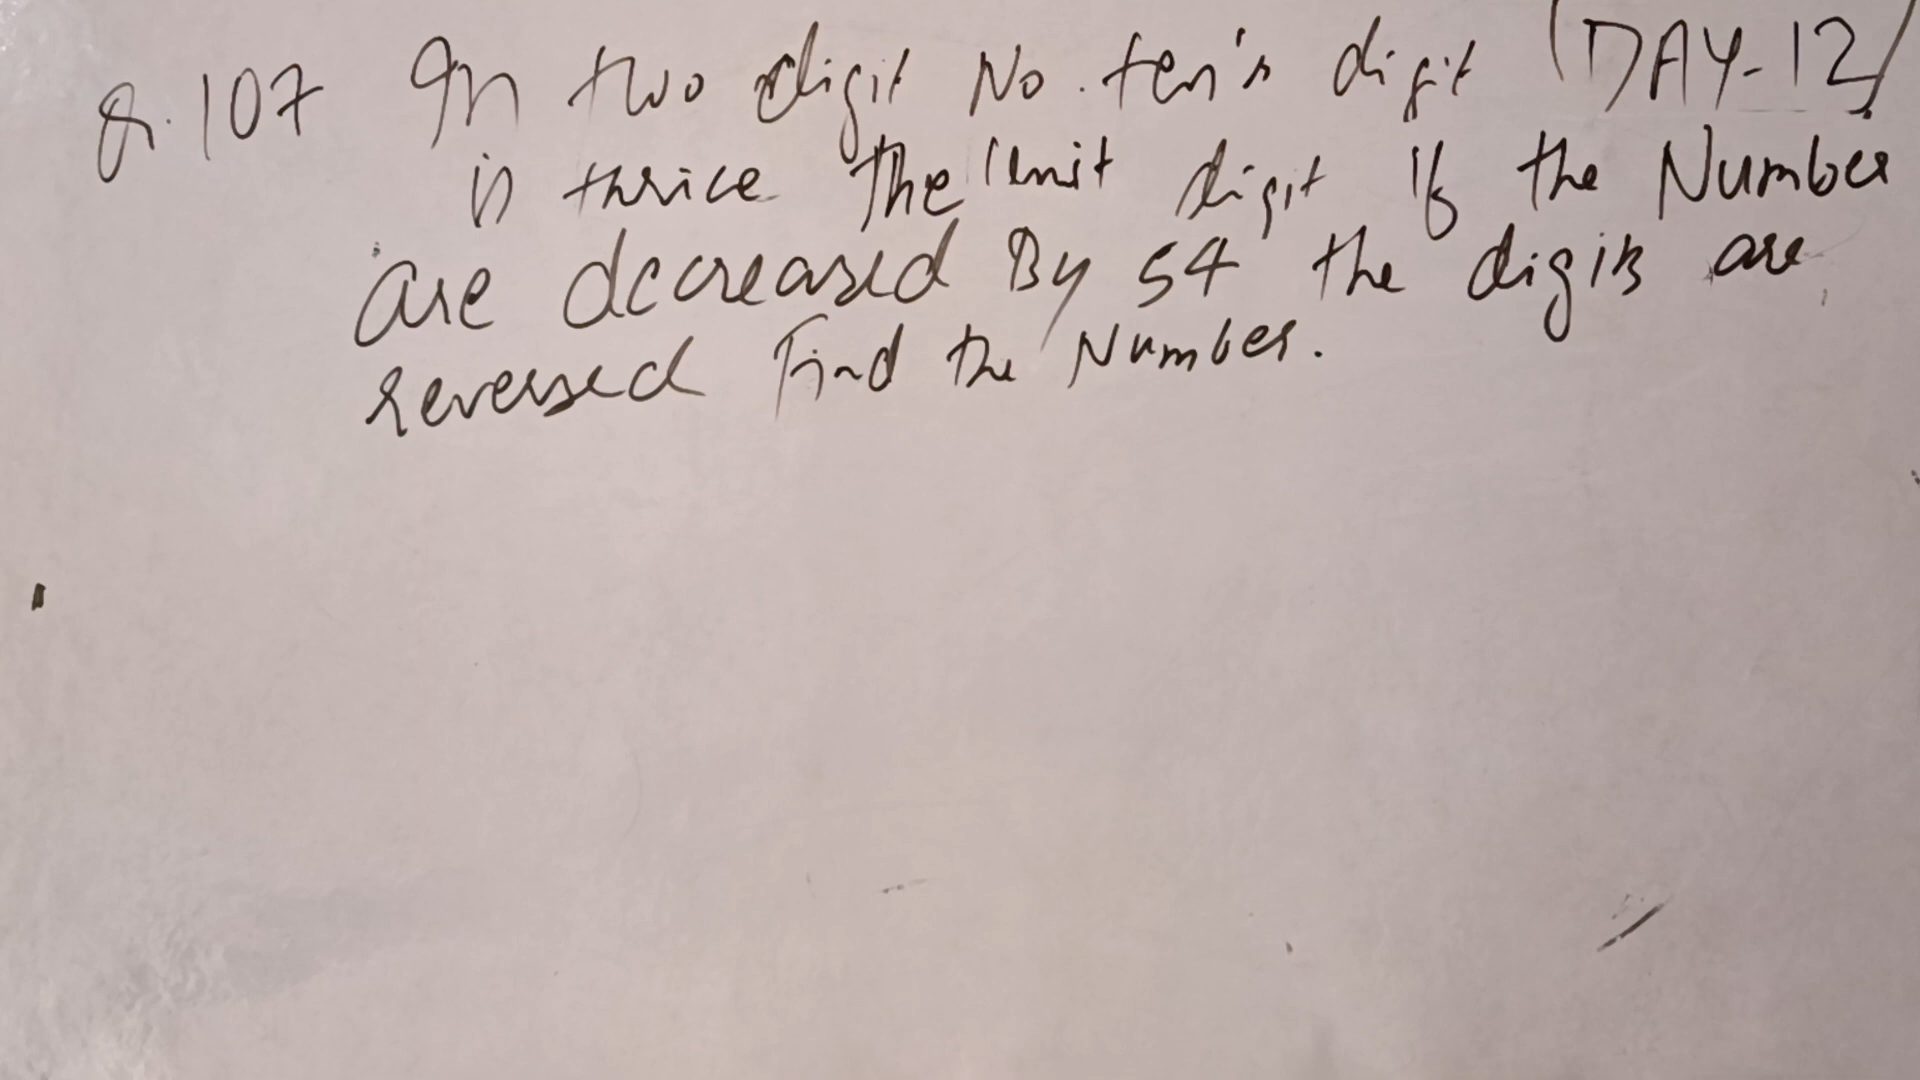 Q.107 In two digit No. ten's digit (DAY-12)
is thrice the Unit digit If the Number
are decreased By 54 the digits are
reversed Find the Number.